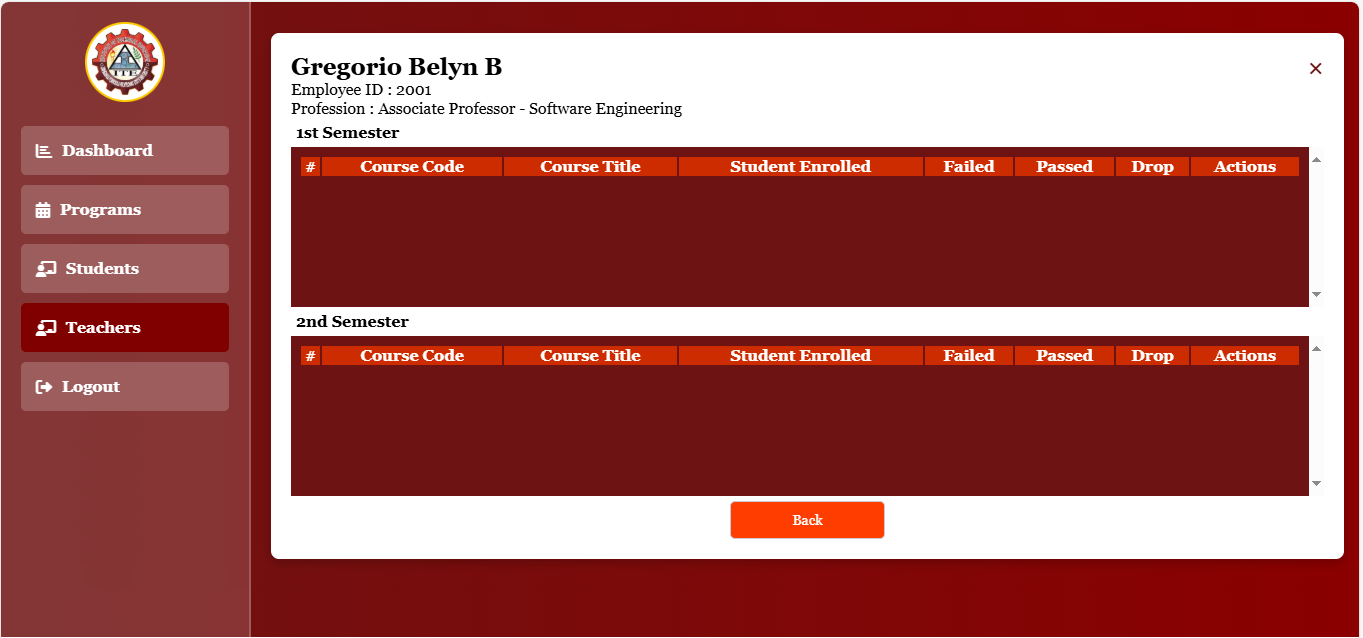 Dashboard
Programs
Students
Teachers
Logout
Gregorio Belyn B
Employee ID : 2001
Profession : Associate Professor - Software Engineering
1st Semester
# Course Code Course Title Student Enrolled Failed Passed Drop Actions
2nd Semester
# Course Code Course Title Student Enrolled Failed Passed Drop Actions
Back